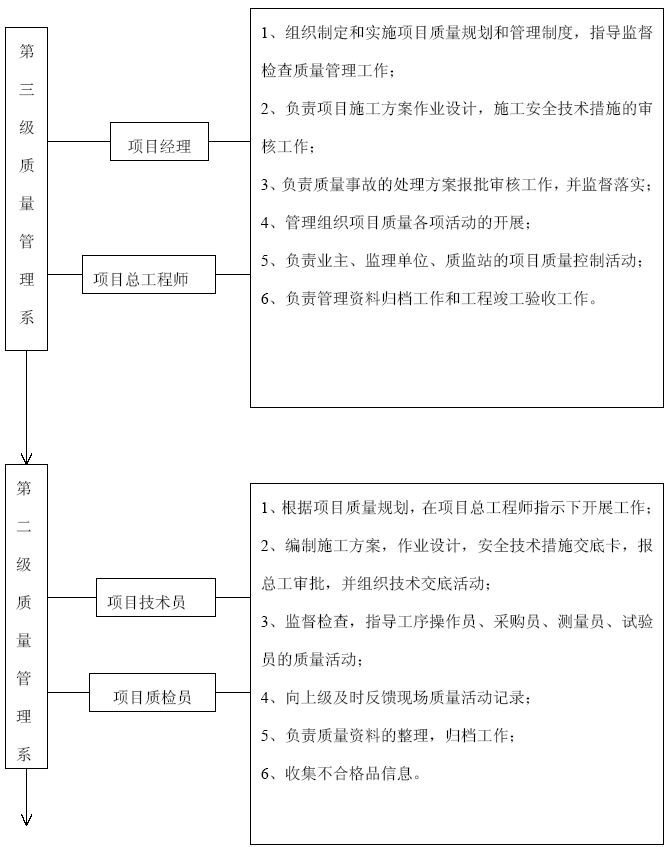 第三级质量管理系
项目经理
项目总工程师
1、组织制定和实施项目质量规划和管理制度，指导监督
检查质量管理工作；
2、负责项目施工方案作业设计，施工安全技术措施的审
核工作；
3、负责质量事故的处理方案报批审核工作，并监督落实；
4、管理组织项目质量各项活动的开展；
5、负责业主、监理单位、质监站的项目质量控制活动；
6、负责管理资料归档工作和工程竣工验收工作。
第二级质量管理系
项目技术员
项目质检员
1、根据项目质量规划，在项目总工程师指示下开展工作；
2、编制施工方案，作业设计，安全技术措施交底卡，报
总工审批，并组织技术交底活动；
3、监督检查，指导工序操作员、采购员、测量员、试验
员的质量活动；
4、向上级及时反馈现场质量活动记录；
5、负责质量资料的整理，归档工作；
6、收集不合格品信息。